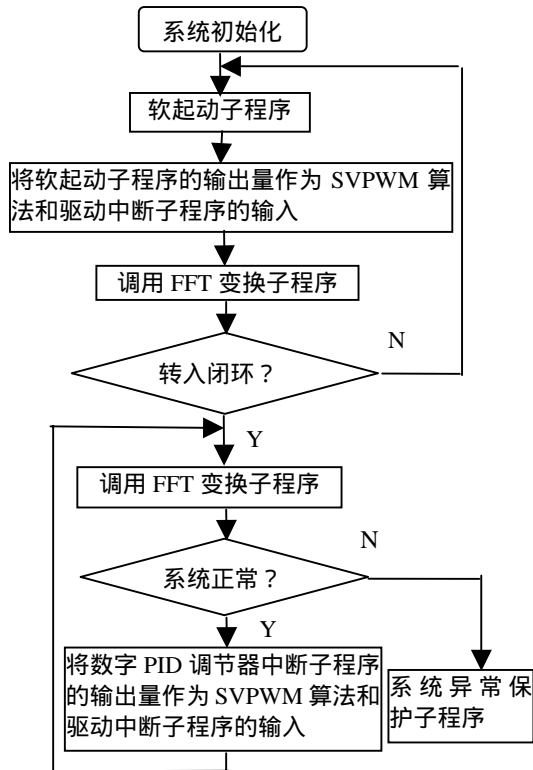 系统初始化
软起动子程序
将软起动子程序的输出量作为 SVPWM 算
法和驱动中断子程序的输入
调用 FFT 变换子程序
N
转入闭环？
Y
调用 FFT 变换子程序
N
系统正常？
Y
将数字 PID 调节器中断子程序
的输出量作为 SVPWM 算法和
驱动中断子程序的输入
系统异常保
护子程序